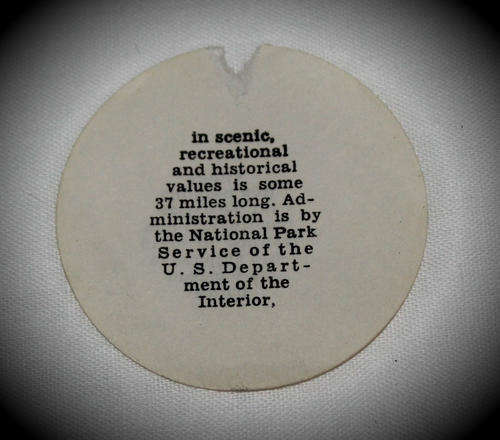 in scenic,
recreational
and historical
values is some
37 miles long. Ad-
ministration is by
the National Park
Service of the
U. S. Depart-
ment of the
Interior,